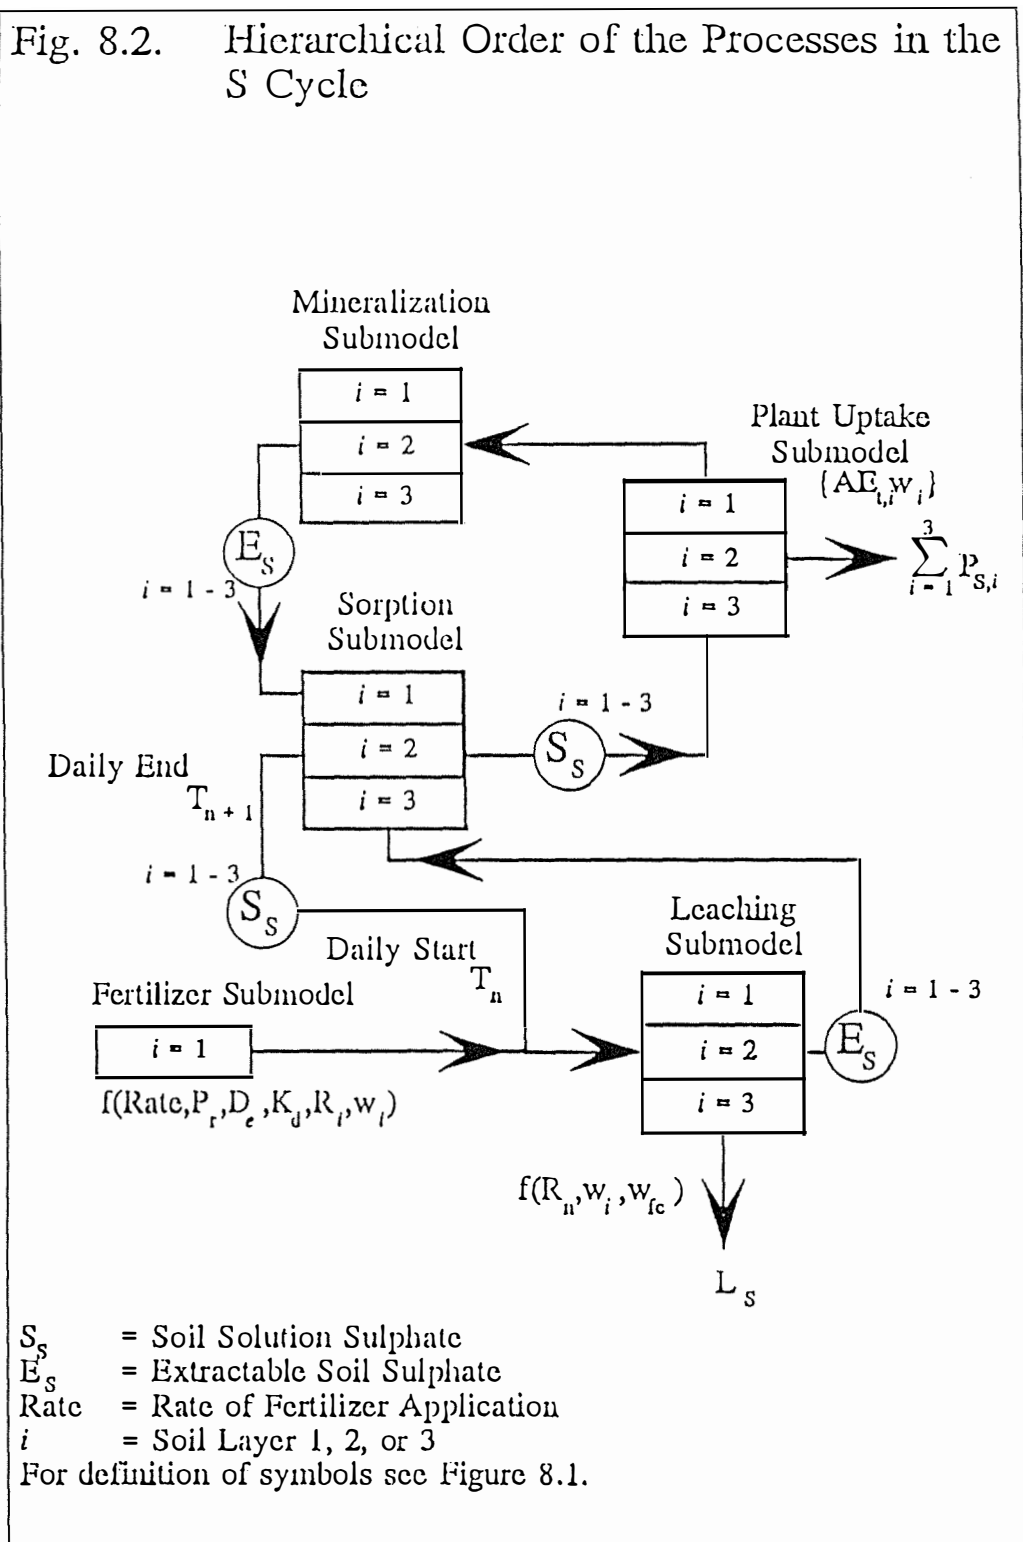 Fig. 8.2. Hierarchical Order of the Processes in the
S Cycle
Mineralization
Submodel
i = 1
i = 2
i = 3
Plant Uptake
Submodel
{AE_t,i w_i}
i = 1
i = 2
i = 3
3
∑ P_S,i
i = 1
E_S
i = 1 - 3
Sorption
Submodel
i = 1
i = 2
i = 3
i = 1 - 3
S_S
Daily End
T_n + 1
i = 1 - 3
S_S
Daily Start
T_n
Leaching
Submodel
i = 1
i = 2
i = 3
i = 1 - 3
E_S
Fertilizer Submodel
i = 1
f(Rate,P_r,D_e,K_d,R_i,w_i)
f(R_n,w_i,w_fc)
L_S
S_S = Soil Solution Sulphate
E_S = Extractable Soil Sulphate
Rate = Rate of Fertilizer Application
i = Soil Layer 1, 2, or 3
For definition of symbols see Figure 8.1.